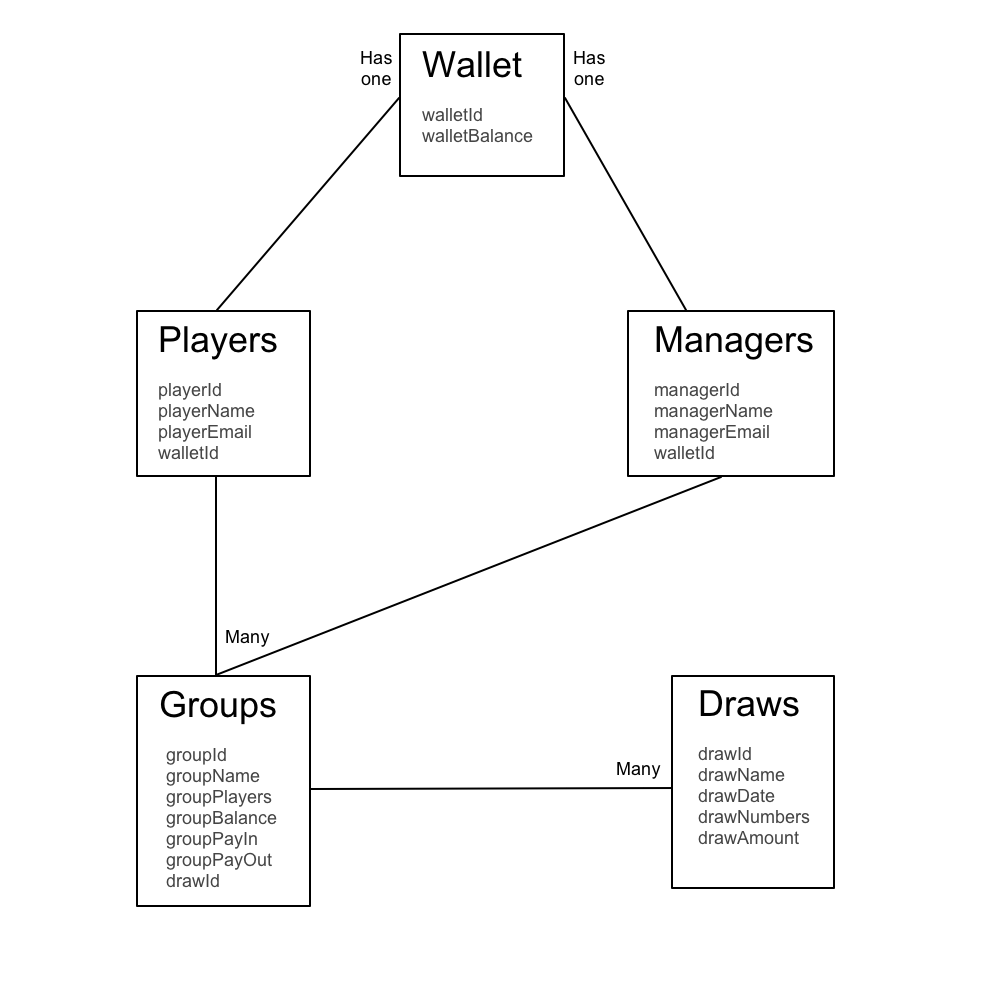 Has
one
Wallet
Has
one
walletId
walletBalance
Players
playerId
playerName
playerEmail
walletId
Managers
managerId
managerName
managerEmail
walletId
Many
Groups
groupId
groupName
groupPlayers
groupBalance
groupPayIn
groupPayOut
drawId
Many
Draws
drawId
drawName
drawDate
drawNumbers
drawAmount